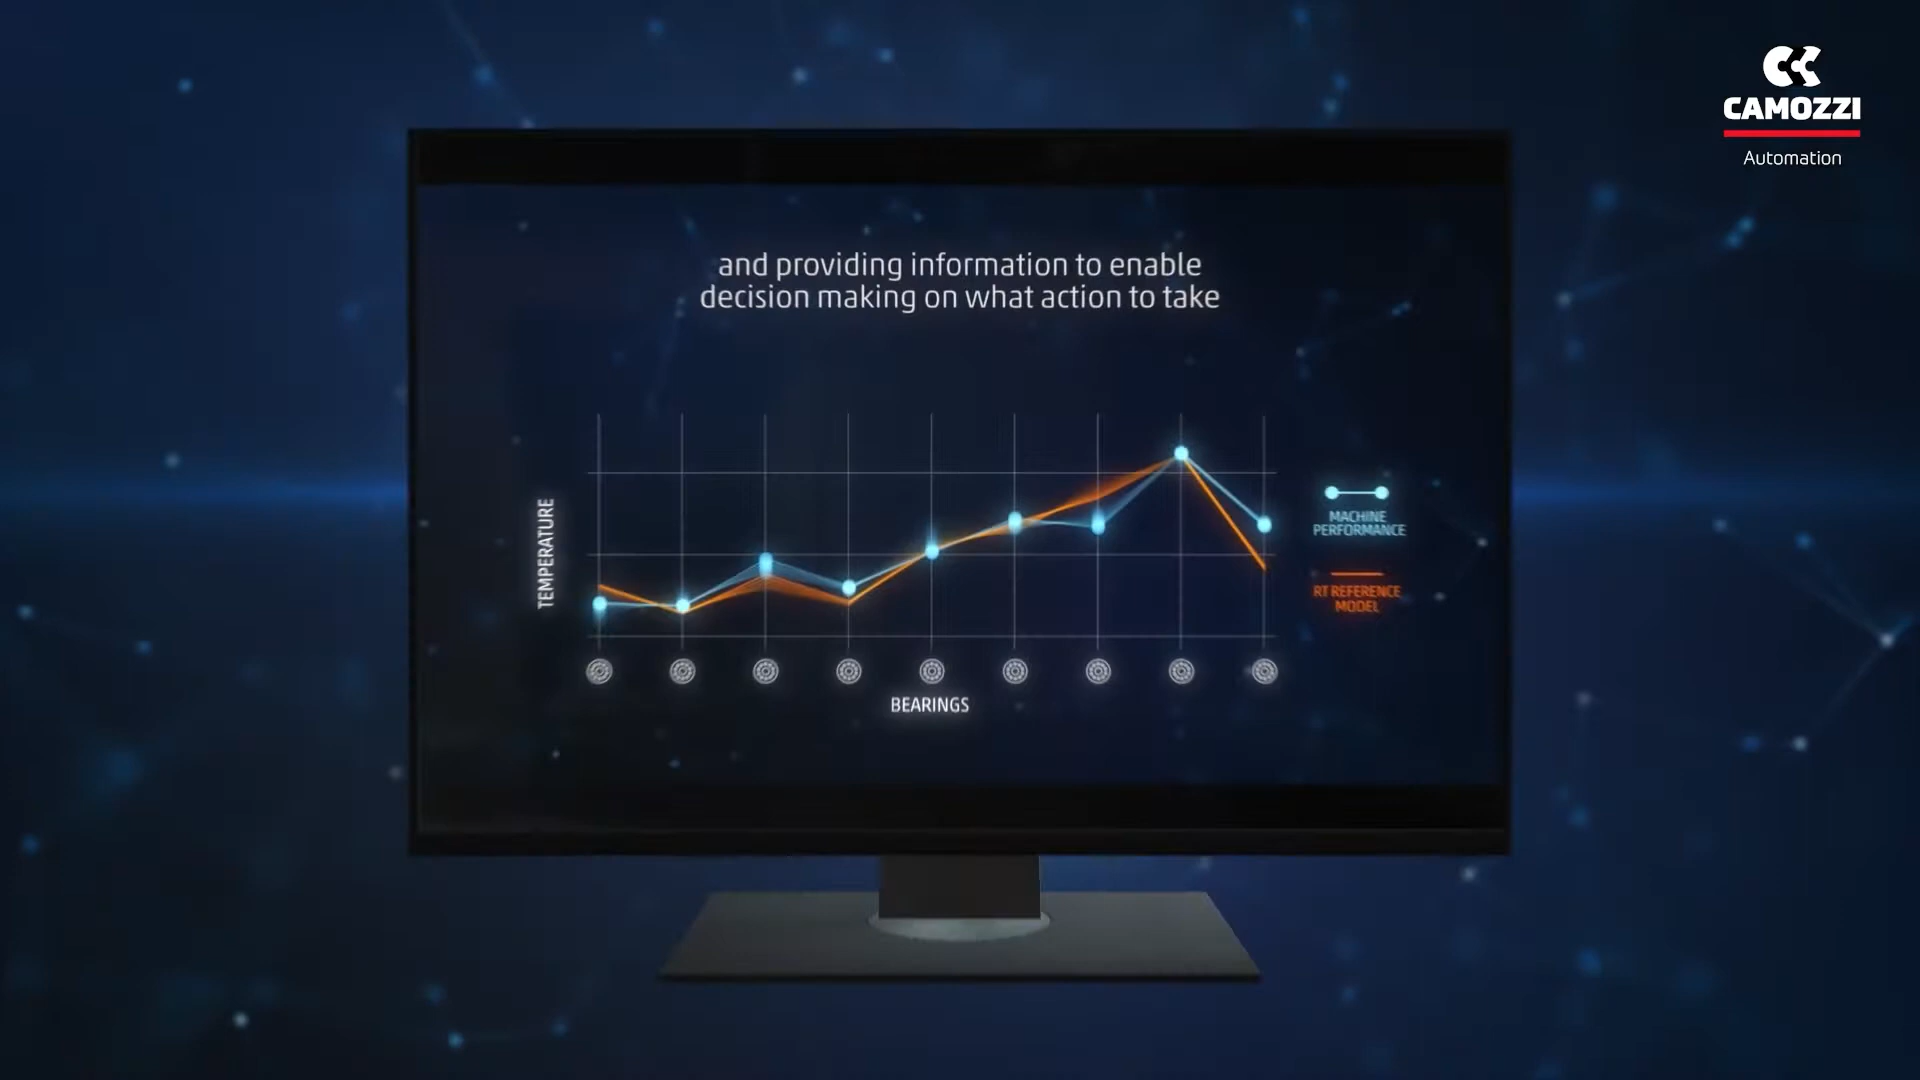 CAMOZZI
Automation
and providing information to enable
decision making on what action to take
TEMPERATURE
MACHINE
PERFORMANCE
RT REFERENCE
MODEL
BEARINGS